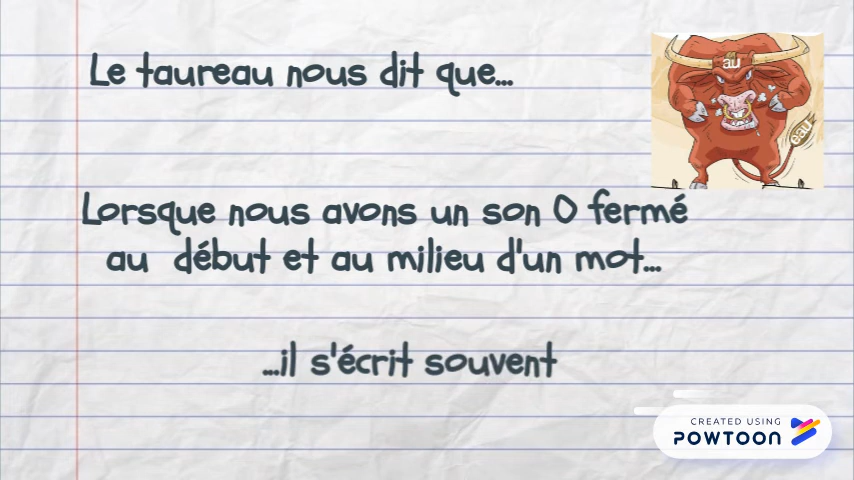 Le taureau nous dit que...
au
eau
Lorsque nous avons un son O fermé
au début et au milieu d'un mot...
...il s'écrit souvent
CREATED USING
POWTOON